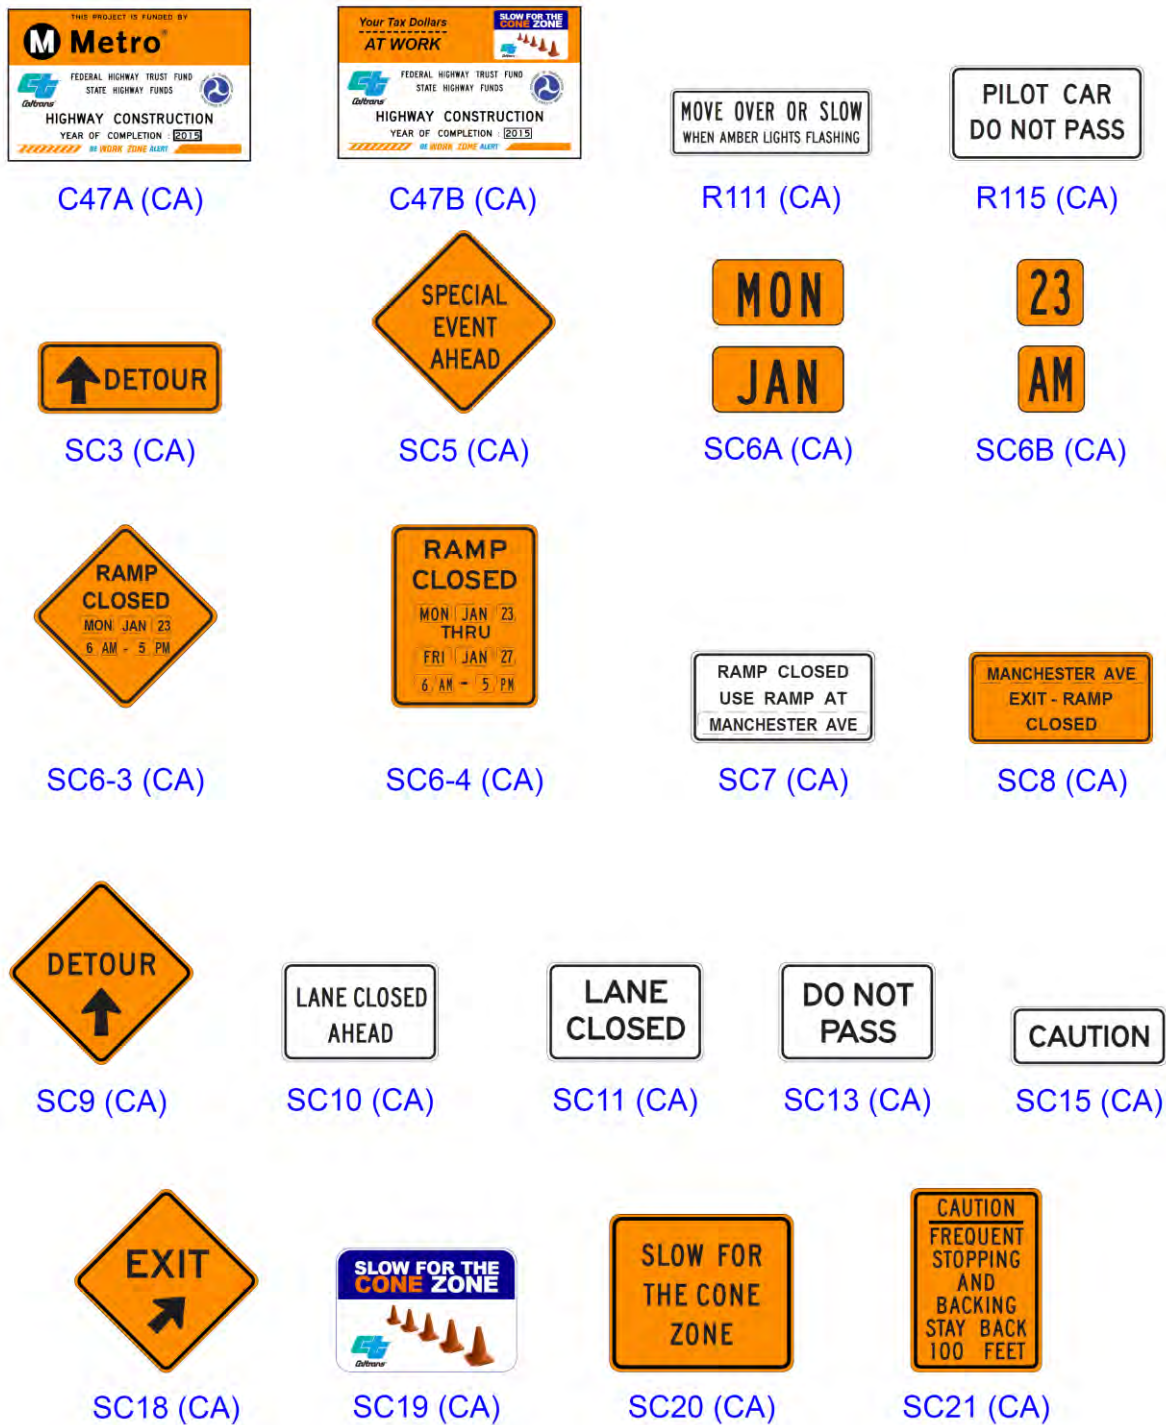 THIS PROJECT IS FUNDED BY
M Metro
FEDERAL HIGHWAY TRUST FUND
STATE HIGHWAY FUNDS
ct
Caltrans
HIGHWAY CONSTRUCTION
YEAR OF COMPLETION : 2015
BE WORK ZONE ALERT
C47A (CA)
Your Tax Dollars
AT WORK
SLOW FOR THE
CONE ZONE
FEDERAL HIGHWAY TRUST FUND
STATE HIGHWAY FUNDS
ct
Caltrans
HIGHWAY CONSTRUCTION
YEAR OF COMPLETION : 2015
BE WORK ZONE ALERT
C47B (CA)
MOVE OVER OR SLOW
WHEN AMBER LIGHTS FLASHING
R111 (CA)
PILOT CAR
DO NOT PASS
R115 (CA)
DETOUR
SC3 (CA)
SPECIAL
EVENT
AHEAD
SC5 (CA)
MON
JAN
SC6A (CA)
23
AM
SC6B (CA)
RAMP
CLOSED
MON JAN 23
6 AM - 5 PM
SC6-3 (CA)
RAMP
CLOSED
MON JAN 23
THRU
FRI JAN 27
6 AM - 5 PM
SC6-4 (CA)
RAMP CLOSED
USE RAMP AT
MANCHESTER AVE
SC7 (CA)
MANCHESTER AVE
EXIT - RAMP
CLOSED
SC8 (CA)
DETOUR
SC9 (CA)
LANE CLOSED
AHEAD
SC10 (CA)
LANE
CLOSED
SC11 (CA)
DO NOT
PASS
SC13 (CA)
CAUTION
SC15 (CA)
EXIT
SC18 (CA)
SLOW FOR THE
CONE ZONE
ct
Caltrans
SC19 (CA)
SLOW FOR
THE CONE
ZONE
SC20 (CA)
CAUTION
FREQUENT
STOPPING
AND
BACKING
STAY BACK
100 FEET
SC21 (CA)